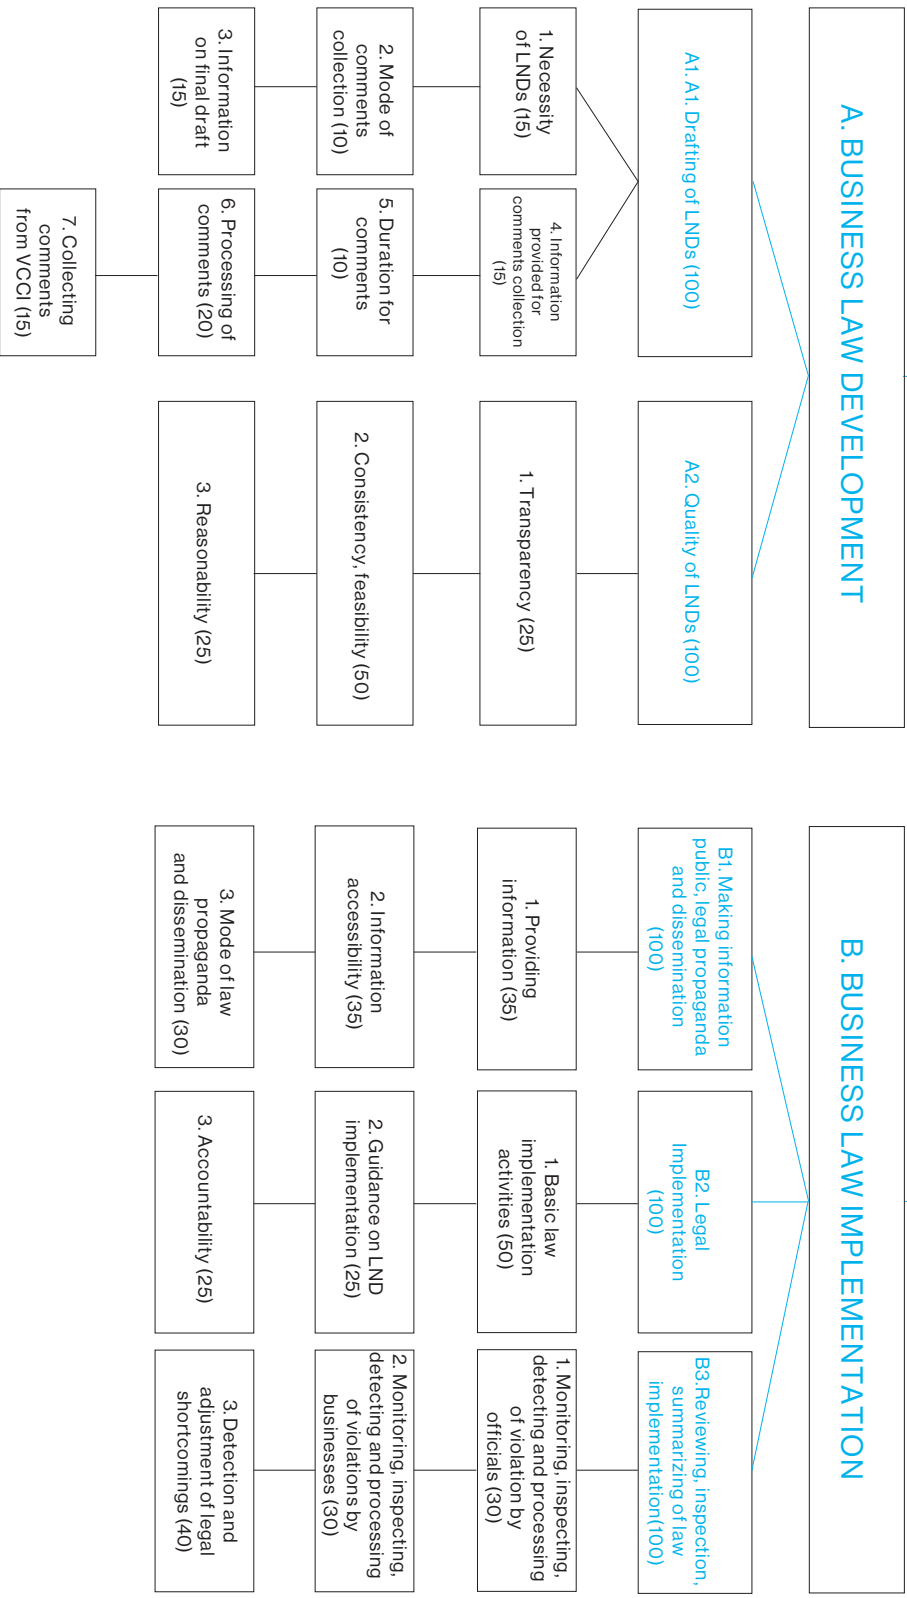 A. BUSINESS LAW DEVELOPMENT
A1. A1. Drafting of LNDs (100)
1. Necessity
of LNDs (15)
2. Mode of
comments
collection (10)
3. Information
on final draft
(15)
4. Information
provided for
comments collection
(15)
5. Duration for
comments
(10)
6. Processing of
comments (20)
7. Collecting
comments
from VCCI (15)
A2. Quality of LNDs (100)
1. Transparency (25)
2. Consistency, feasibility (50)
3. Reasonability (25)
B. BUSINESS LAW IMPLEMENTATION
B1. Making information
public, legal propaganda
and dissemination
(100)
1. Providing
information (35)
2. Information
accessibility (35)
3. Mode of law
propaganda
and dissemination (30)
B2. Legal
Implementation
(100)
1. Basic law
implementation
activities (50)
2. Guidance on LND
implementation (25)
3. Accountability (25)
B3.Reviewing, inspection,
summarizing of law
implementation(100)
1. Monitoring, inspecting,
detecting and processing
of violation by
officials (30)
2. Monitoring, inspecting,
detecting and processing
of violations by
businesses (30)
3. Detection and
adjustment of legal
shortcomings (40)